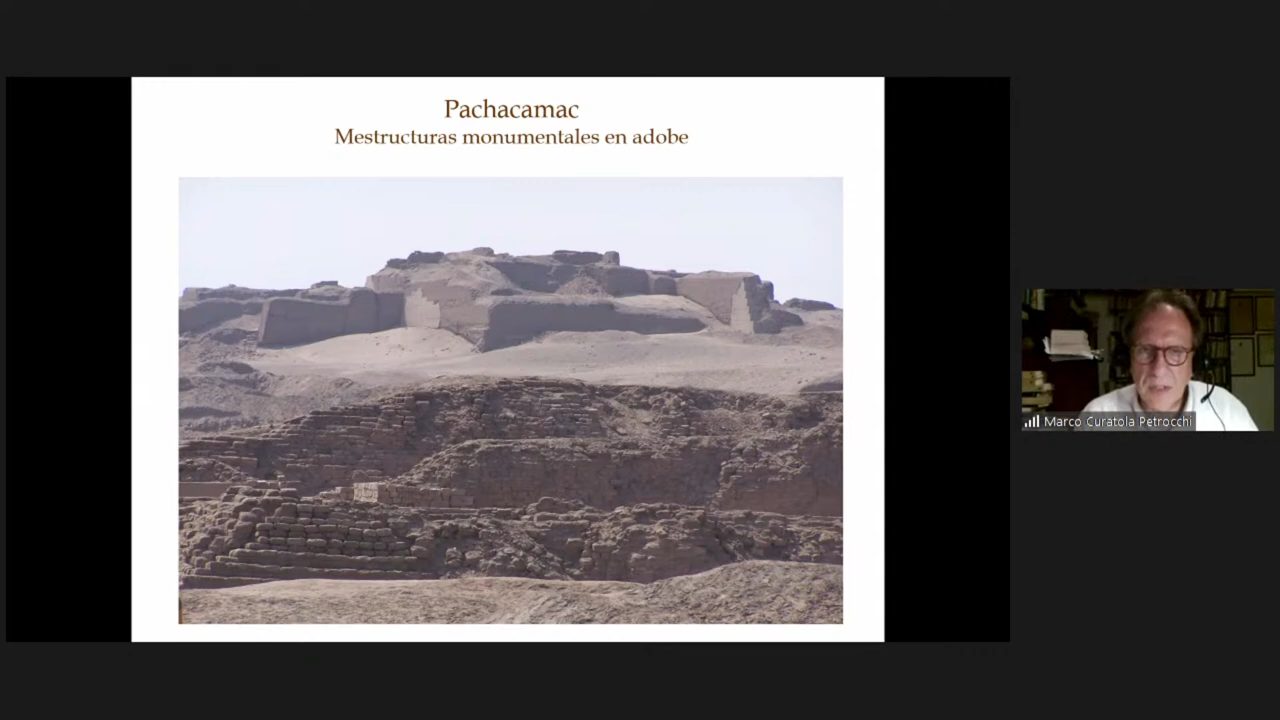 Pachacamac
Mestructuras monumentales en adobe
Marco Curatola Petrocchi